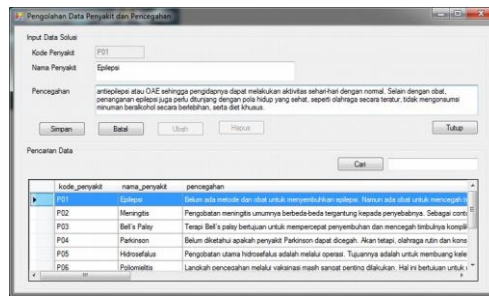 Pengolahan Data Penyakit dan Pencegahan
Input Data Solusi
Kode Penyakit P01
Nama Penyakit Epilepsi
Pencegahan antiepilepsi atau OAE sehingga pengidapnya dapat melakukan aktivitas sehari-hari dengan normal. Selain dengan obat,
penanganan epilepsi juga perlu ditunjang dengan pola hidup yang sehat, seperti olahraga secara teratur, tidak mengonsumsi
minuman beralkohol secara berlebihan, serta diet khusus.
Simpan Batal Ubah Hapus Tutup
Pencarian Data
Cari
kode_penyakit nama_penyakit pencegahan
P01 Epilepsi Belum ada metode dan obat untuk menyembuhkan epilepsi. Namun ada obat untuk mencegah
P02 Meningitis Pengobatan meningitis umumnya berbeda-beda tergantung kepada penyebabnya. Sebagai
P03 Bell's Palsy Terapi Bell's palsy bertujuan untuk mempercepat penyembuhan dan mencegah timbulnya
P04 Parkinson Belum diketahui apakah penyakit Parkinson dapat dicegah. Akan tetapi, olahraga rutin dan kons
P05 Hidrosefalus Pengobatan utama hidrosefalus adalah melalui operasi. Tujuannya adalah untuk membuang
P06 Poliomielitis Langkah pencegahan melalui vaksinasi masih sangat penting dilakukan. Hal ini bertujuan untuk